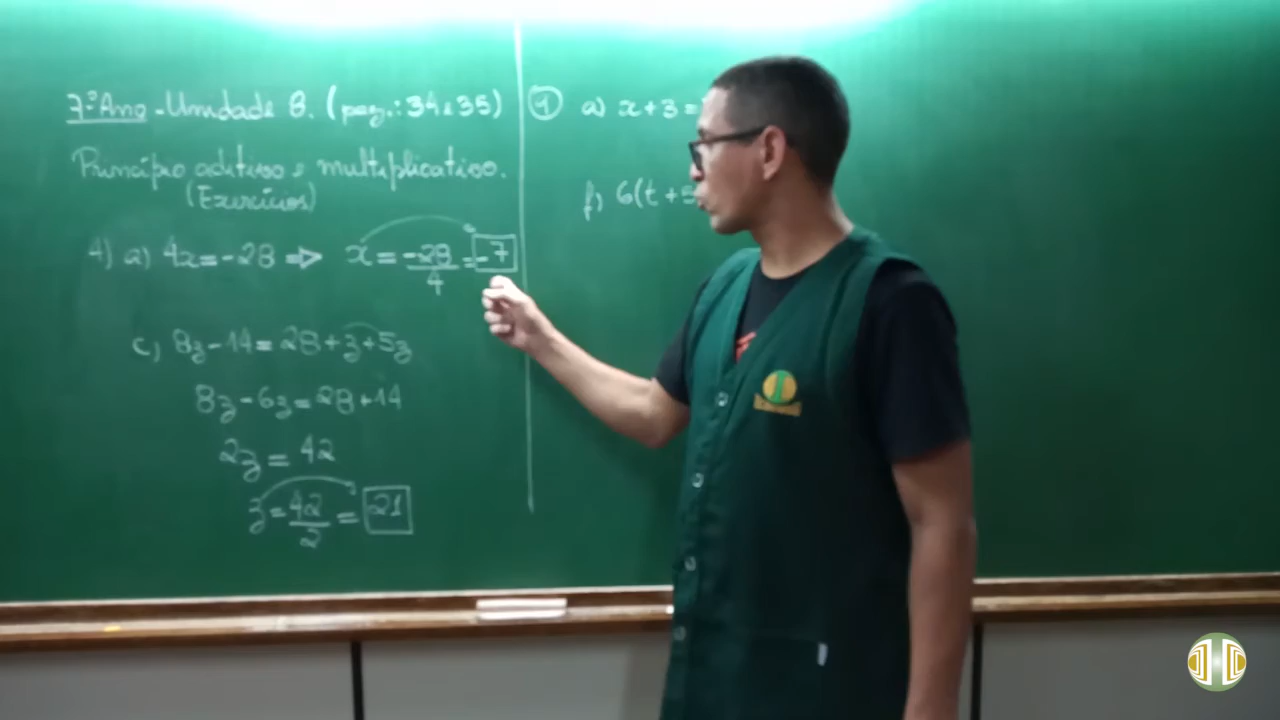 7º Ano - Unidade 8. (pag.: 34 e 35)
Princípio aditivo e multiplicativo.
(Exercícios)
4) a) 4x = -28 ⇒ x = -28/4 = -7
c) 8z - 14 = 28 + z + 5z
8z - 6z = 28 + 14
2z = 42
z = 42/2 = 21
a) x + 3 =
f) 6(t + 5